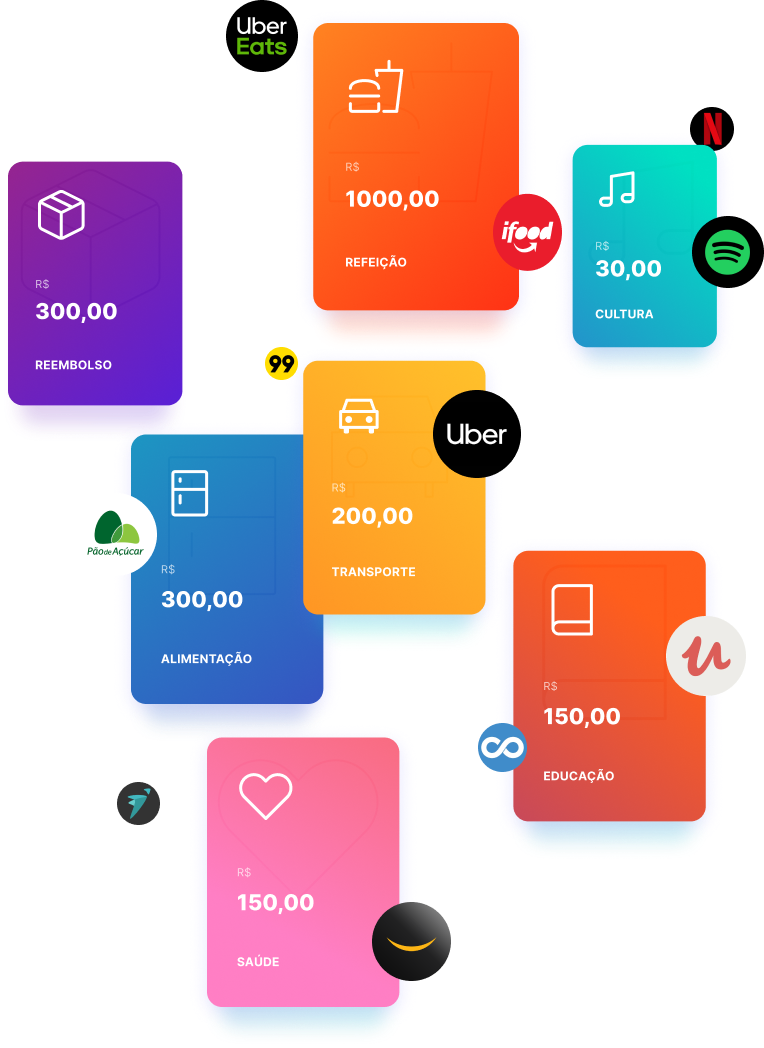 Uber
Eats
R$
1000,00
REFEIÇÃO
ifood
N
R$
30,00
CULTURA
R$
300,00
REEMBOLSO
99
R$
200,00
TRANSPORTE
Uber
Pão de Açúcar
R$
300,00
ALIMENTAÇÃO
R$
150,00
EDUCAÇÃO
u
R$
150,00
SAÚDE